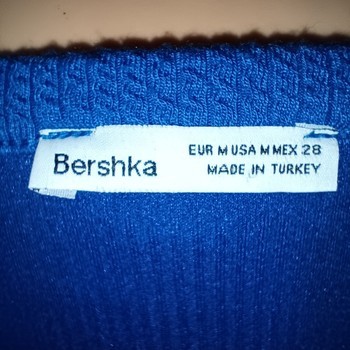 Bershka
EUR M USA M MEX 28
MADE IN TURKEY